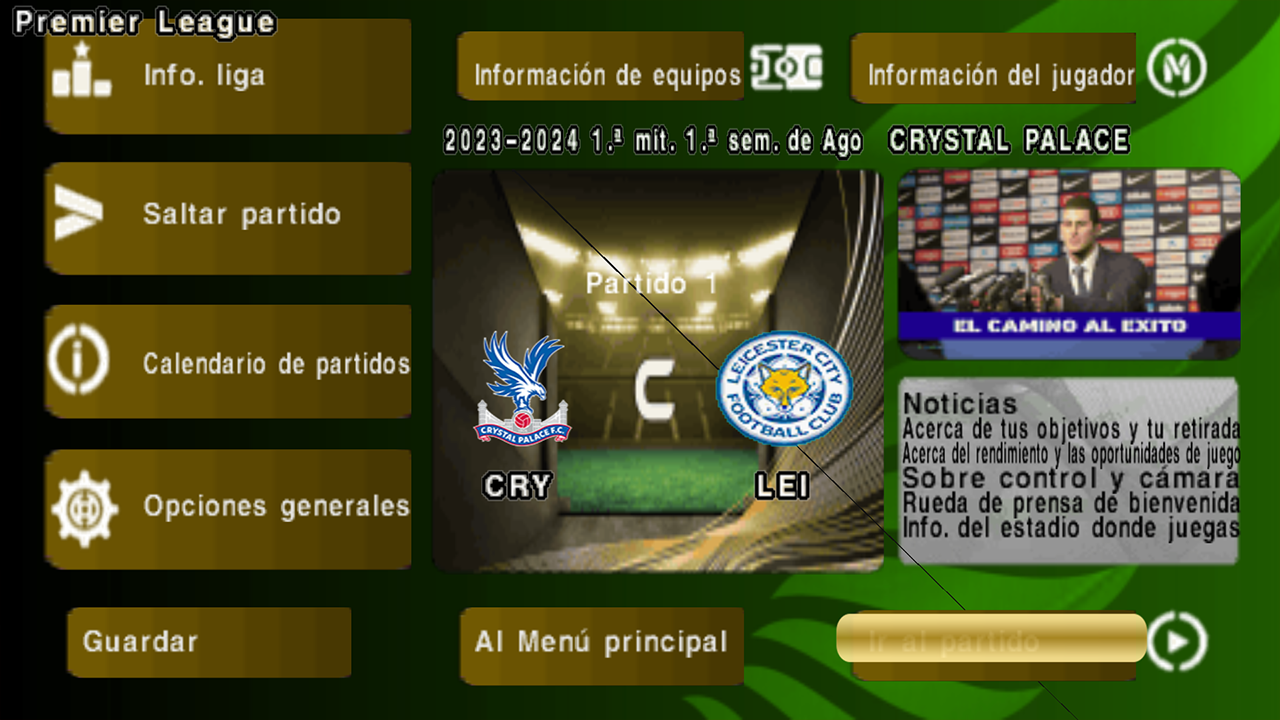 Premier League
Info. liga
Información de equipos
Información del jugador
M
2023-2024 1.ª mit. 1.ª sem. de Ago
CRYSTAL PALACE
Saltar partido
Partido 1
EL CAMINO AL EXITO
Calendario de partidos
C
CRYSTAL PALACE F.C.
LEICESTER CITY
FOOTBALL CLUB
CRY
LEI
Noticias
Acerca de tus objetivos y tu retirada
Acerca del rendimiento y las oportunidades de juego
Sobre control y cámara
Rueda de prensa de bienvenida
Info. del estadio donde juegas
Opciones generales
Guardar
Al Menú principal
Ir al partido